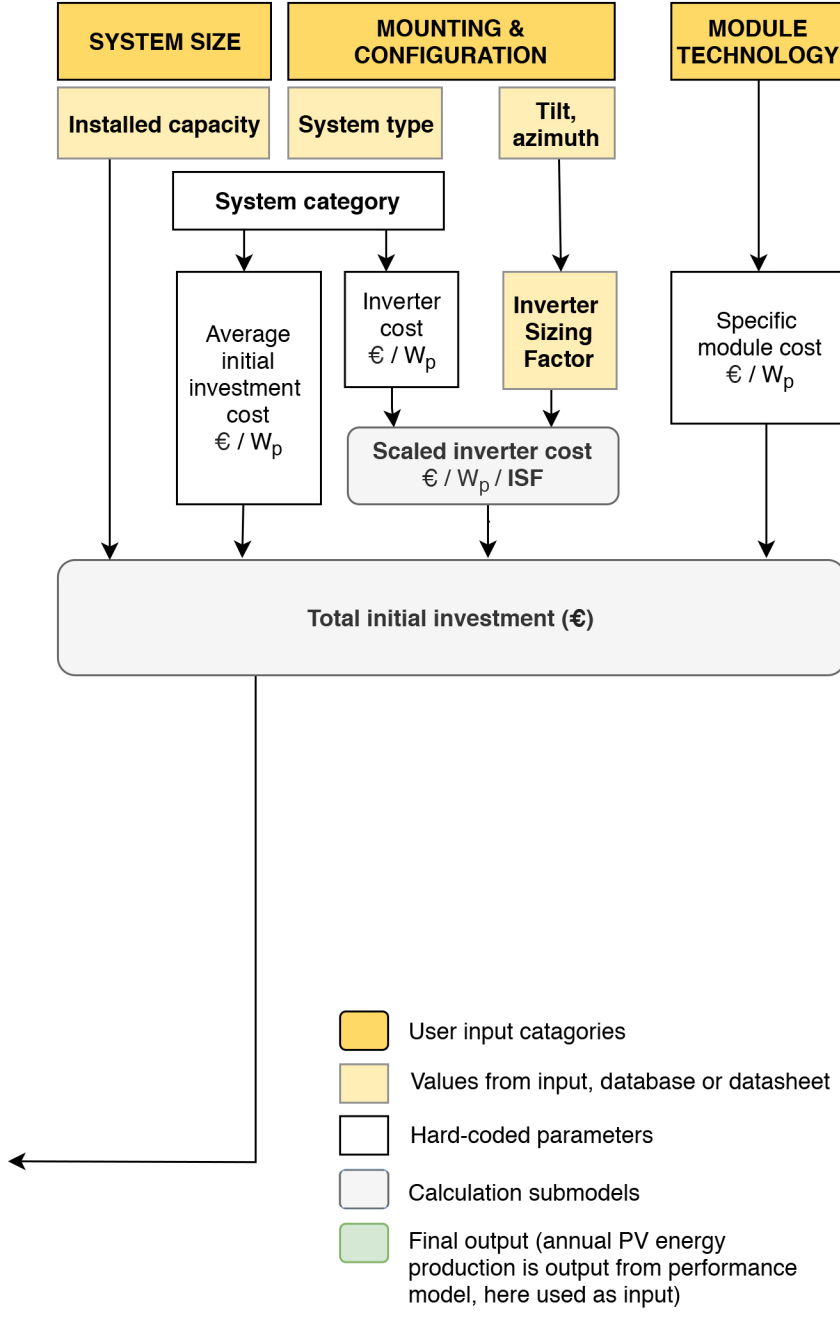 SYSTEM SIZE
MOUNTING &
CONFIGURATION
MODULE
TECHNOLOGY
Installed capacity
System type
Tilt,
azimuth
System category
Average
initial
investment
cost
€ / Wp
Inverter
cost
€ / Wp
Inverter
Sizing
Factor
Specific
module cost
€ / Wp
Scaled inverter cost
€ / Wp / ISF
Total initial investment (€)
User input catagories
Values from input, database or datasheet
Hard-coded parameters
Calculation submodels
Final output (annual PV energy
production is output from performance
model, here used as input)